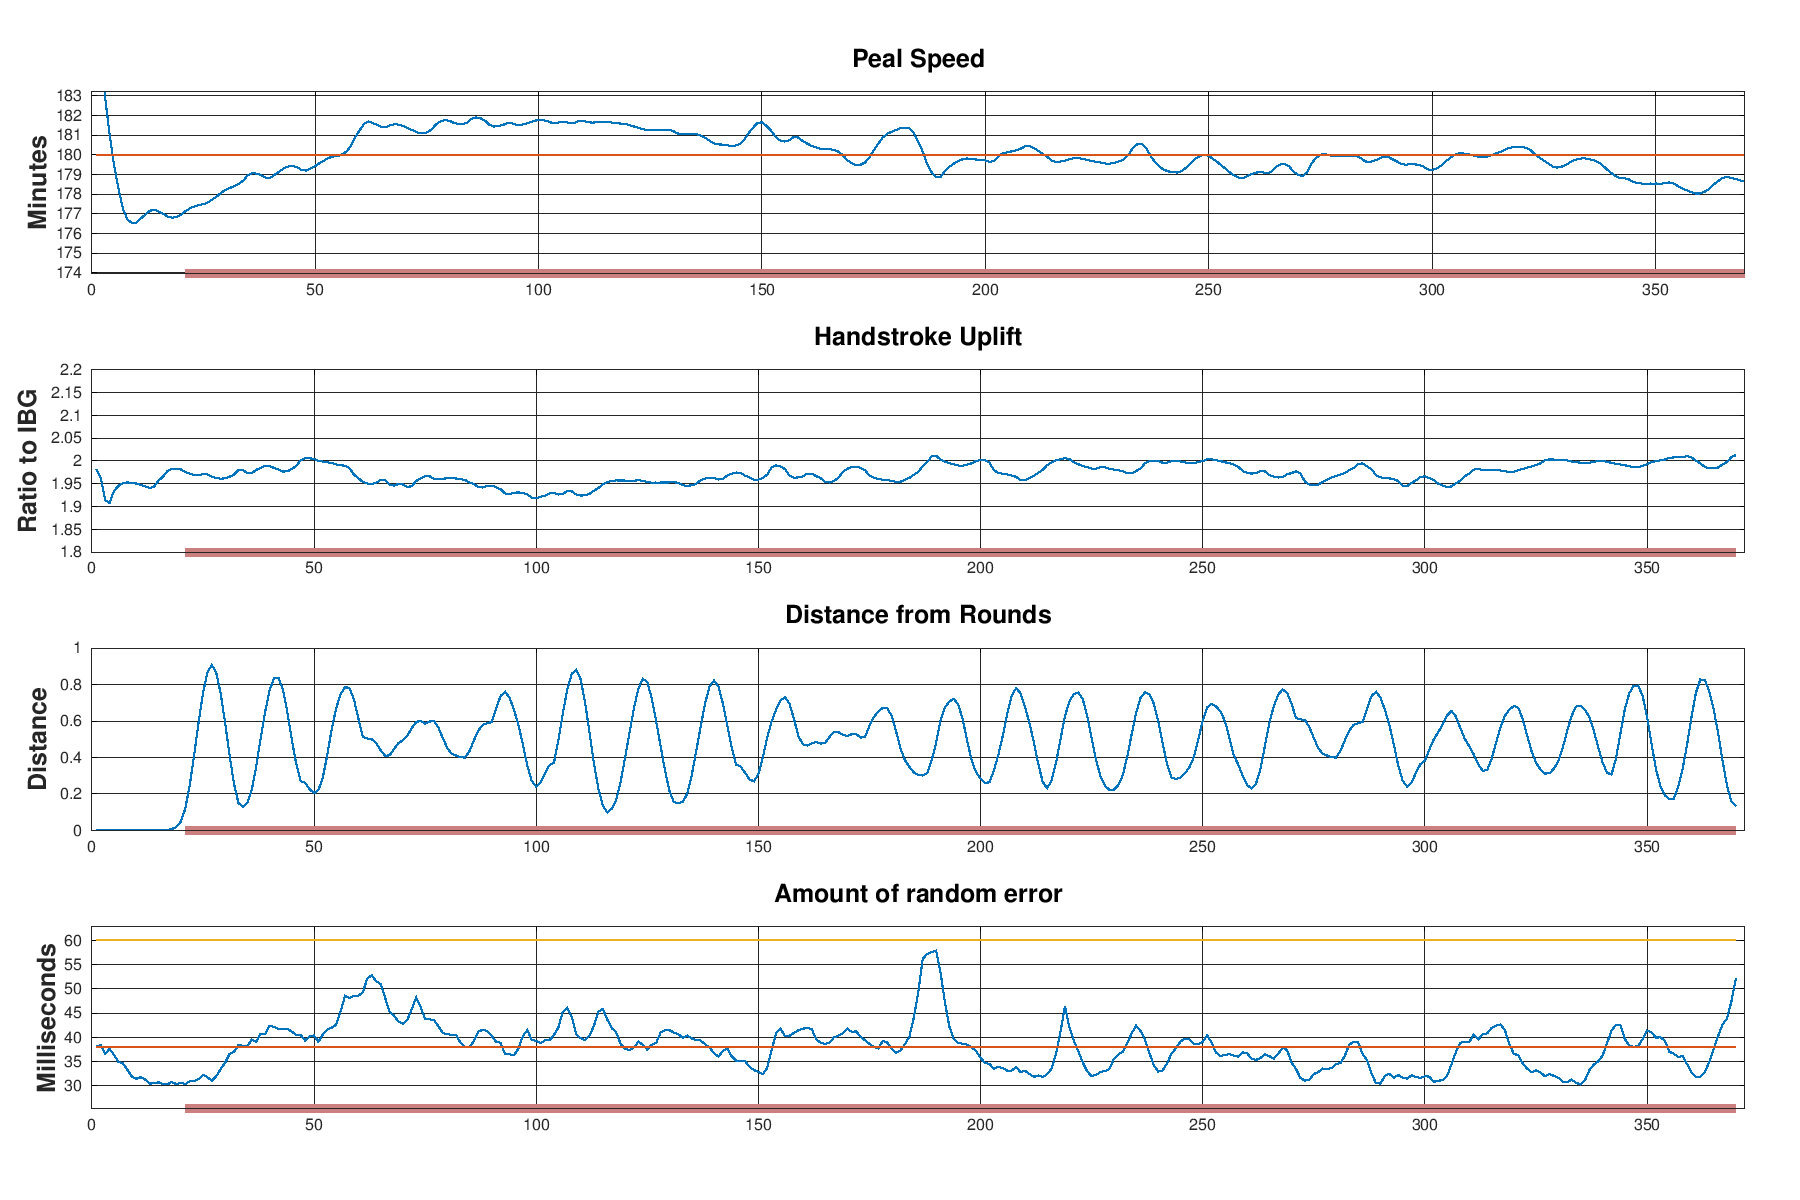 Peal Speed
Minutes
183
182
181
180
179
178
177
176
175
174
0 50 100 150 200 250 300 350
Handstroke Uplift
Ratio to IBG
2.2
2.15
2.1
2.05
2
1.95
1.9
1.85
1.8
0 50 100 150 200 250 300 350
Distance from Rounds
Distance
1
0.8
0.6
0.4
0.2
0
0 50 100 150 200 250 300 350
Amount of random error
Milliseconds
60
55
50
45
40
35
30
0 50 100 150 200 250 300 350